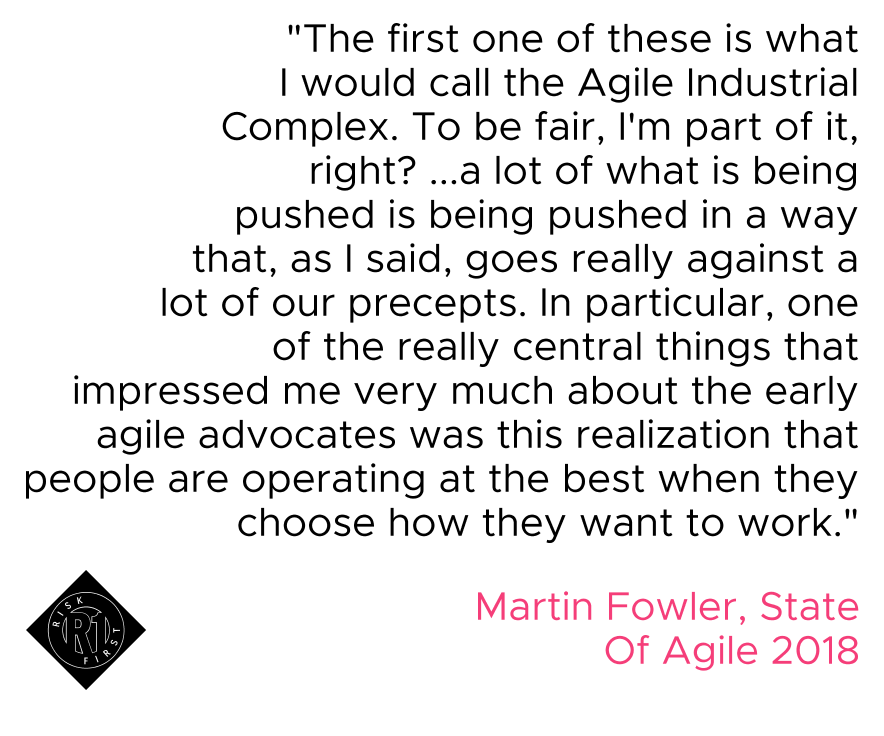 "The first one of these is what
I would call the Agile Industrial
Complex. To be fair, I'm part of it,
right? ...a lot of what is being
pushed is being pushed in a way
that, as I said, goes really against a
lot of our precepts. In particular, one
of the really central things that
impressed me very much about the early
agile advocates was this realization that
people are operating at the best when they
choose how they want to work."
Martin Fowler, State
Of Agile 2018
RISK
R1
FIRST